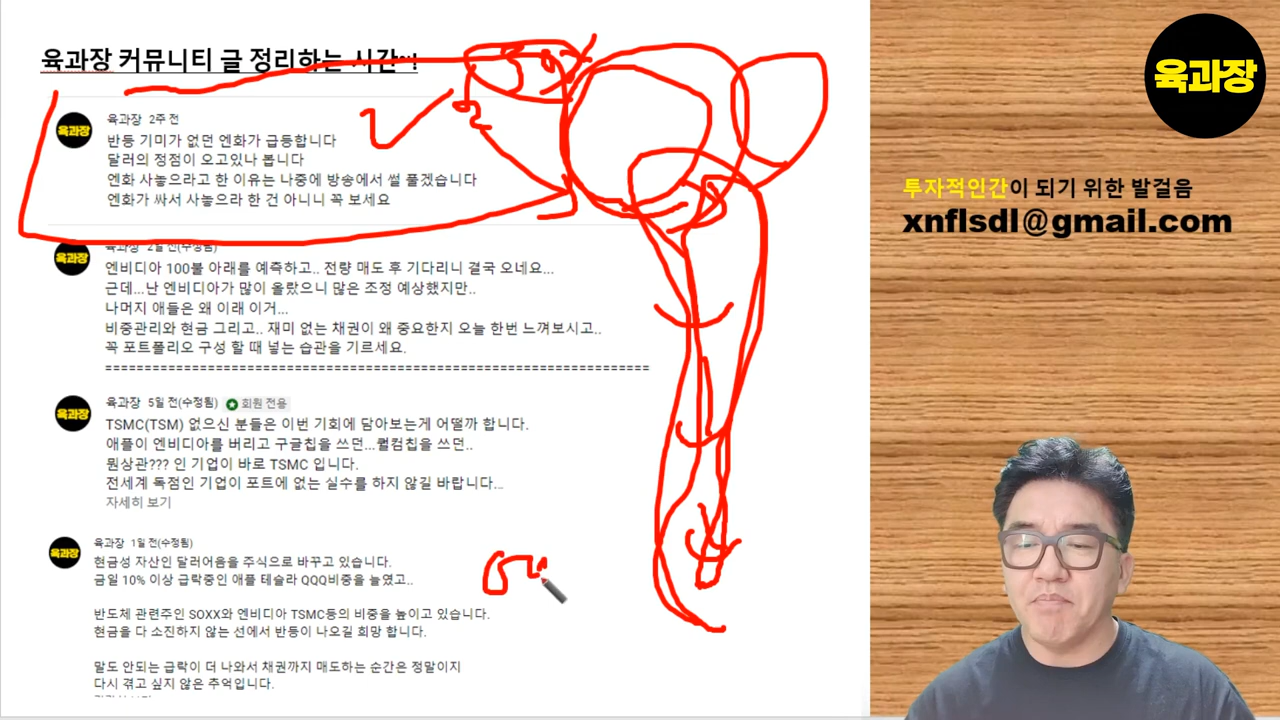 육과장 커뮤니티 글 정리하는 시간~!
육과장
육과장 2주 전
반등 기미가 없던 엔화가 급등합니다
달러의 정점이 오고있나 봅니다
엔화 사놓으라고 한 이유는 나중에 방송에서 썰 풀겠습니다
엔화가 싸서 사놓으라 한 건 아니니 꼭 보세요
육과장
육과장 2일 전(수정됨)
엔비디아 100불 아래를 예측하고.. 전량 매도 후 기다리니 결국 오네요...
근데...난 엔비디아가 많이 올랐으니 많은 조정 예상했지만..
나머지 애들은 왜 이래 이거...
비중관리와 현금 그리고.. 재미 없는 채권이 왜 중요한지 오늘 한번 느껴보시고..
꼭 포트폴리오 구성 할 때 넣는 습관을 기르세요.
======================================================================
육과장
육과장 5일 전(수정됨) 회원 전용
TSMC(TSM) 없으신 분들은 이번 기회에 담아보는게 어떨까 합니다.
애플이 엔비디아를 버리고 구글칩을 쓰던...퀄컴칩을 쓰던..
뭔상관??? 인 기업이 바로 TSMC 입니다.
전세계 독점인 기업이 포트에 없는 실수를 하지 않길 바랍니다...
자세히 보기
육과장
육과장 1일 전(수정됨)
현금성 자산인 달러어음을 주식으로 바꾸고 있습니다.
금일 10% 이상 급락중인 애플 테슬라 QQQ비중을 늘였고..
반도체 관련주인 SOXX와 엔비디아 TSMC등의 비중을 높이고 있습니다.
현금을 다 소진하지 않는 선에서 반등이 나오길 희망 합니다.
말도 안되는 급락이 더 나와서 채권까지 매도하는 순간은 정말이지
다시 겪고 싶지 않은 추억입니다.
육과장
투자적인간이 되기 위한 발걸음
xnflsdl@gmail.com